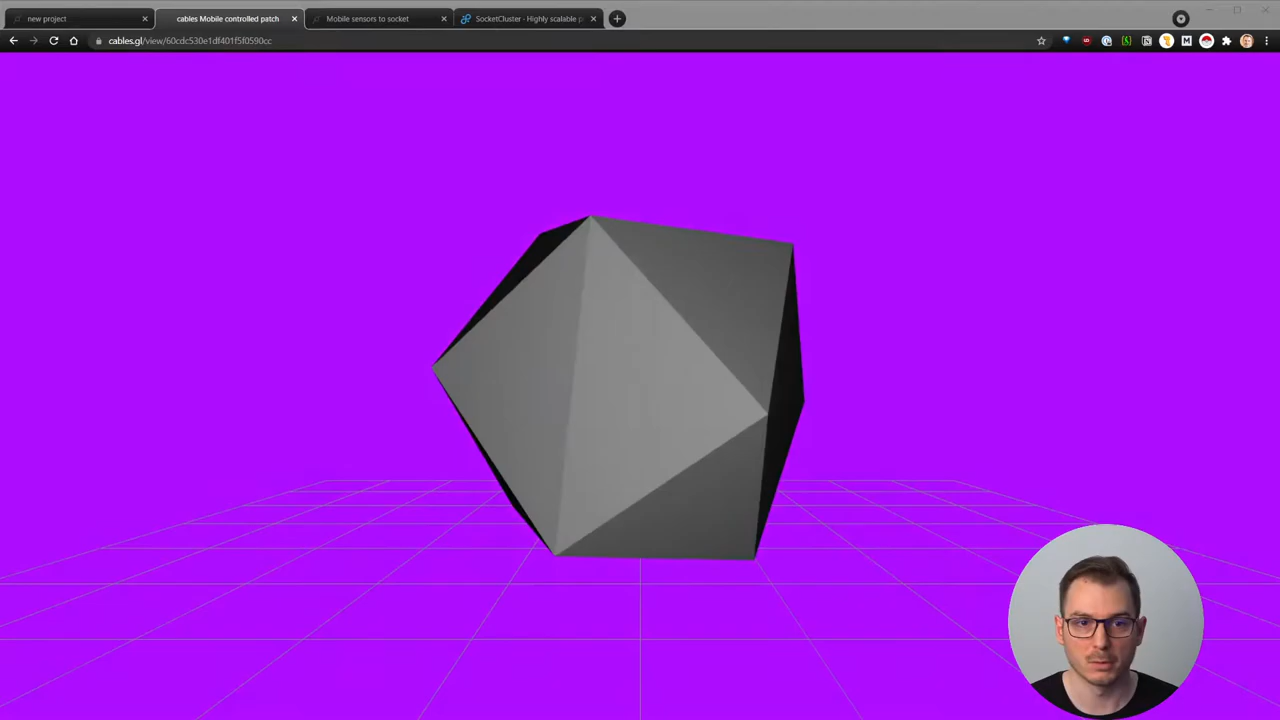 new project
cables Mobile controlled patch
Mobile sensors to socket
SocketCluster - Highly scalable p
cables.gl/view/60cdc530e1df401f5f0590cc